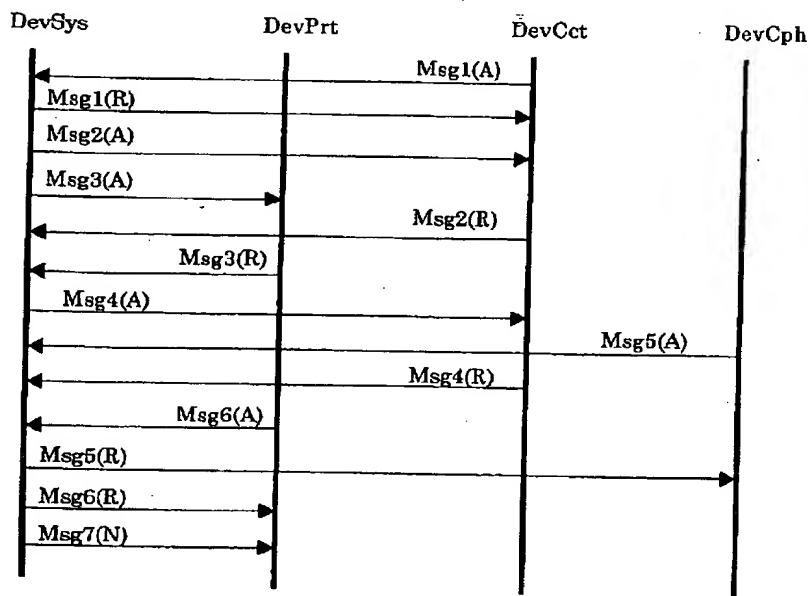 DevSys DevPrt DevCct DevCph
Msg1(A)
Msg1(R)
Msg2(A)
Msg3(A)
Msg2(R)
Msg3(R)
Msg4(A)
Msg5(A)
Msg4(R)
Msg6(A)
Msg5(R)
Msg6(R)
Msg7(N)